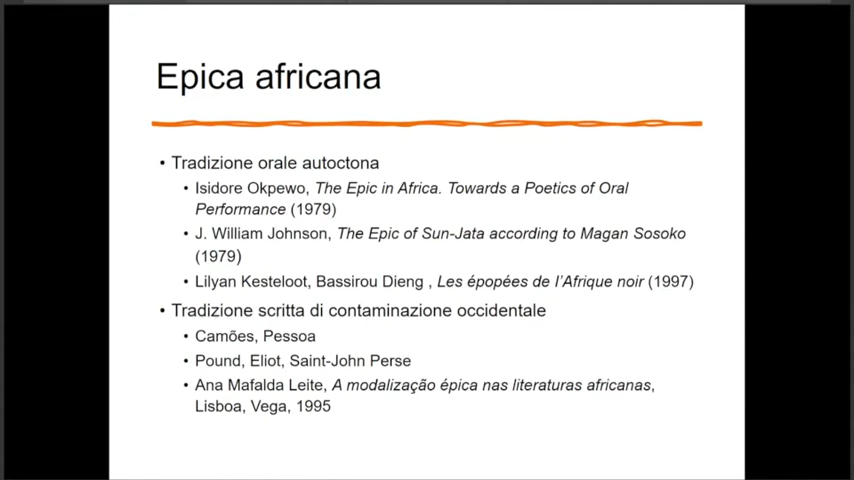 Epica africana
• Tradizione orale autoctona
• Isidore Okpewo, The Epic in Africa. Towards a Poetics of Oral
Performance (1979)
• J. William Johnson, The Epic of Sun-Jata according to Magan Sosoko
(1979)
• Lilyan Kesteloot, Bassirou Dieng , Les épopées de l’Afrique noir (1997)
• Tradizione scritta di contaminazione occidentale
• Camões, Pessoa
• Pound, Eliot, Saint-John Perse
• Ana Mafalda Leite, A modalização épica nas literaturas africanas,
Lisboa, Vega, 1995